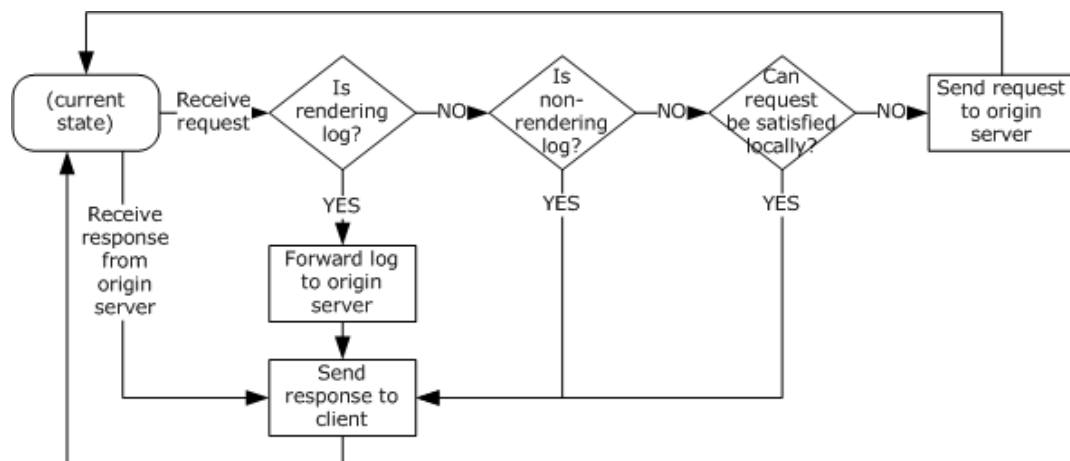 (current
state)
Receive
request
Is
rendering
log?
NO
Is
non-
rendering
log?
NO
Can
request
be satisfied
locally?
NO
Send request
to origin
server
YES
YES
YES
Receive
response
from
origin
server
Forward log
to origin
server
Send
response to
client